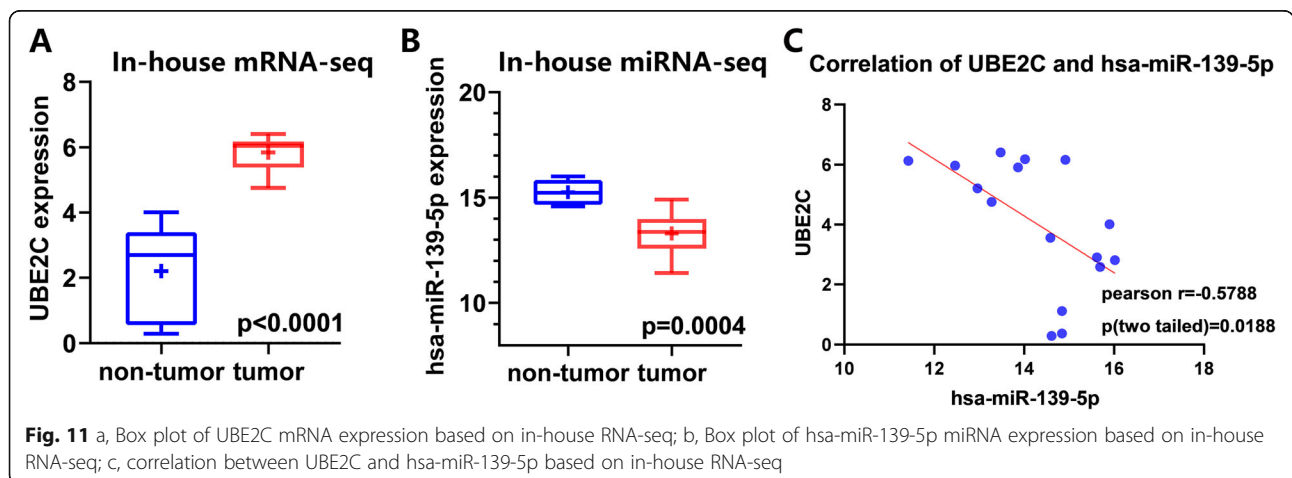 A
In-house mRNA-seq
UBE2C expression
8
6
4
2
0
p<0.0001
non-tumor tumor
B
In-house miRNA-seq
hsa-miR-139-5p expression
20
15
10
p=0.0004
non-tumor tumor
C
Correlation of UBE2C and hsa-miR-139-5p
UBE2C
8
6
4
2
0
pearson r=-0.5788
p(two tailed)=0.0188
10 12 14 16 18
hsa-miR-139-5p
Fig. 11 a, Box plot of UBE2C mRNA expression based on in-house RNA-seq; b, Box plot of hsa-miR-139-5p miRNA expression based on in-house
RNA-seq; c, correlation between UBE2C and hsa-miR-139-5p based on in-house RNA-seq